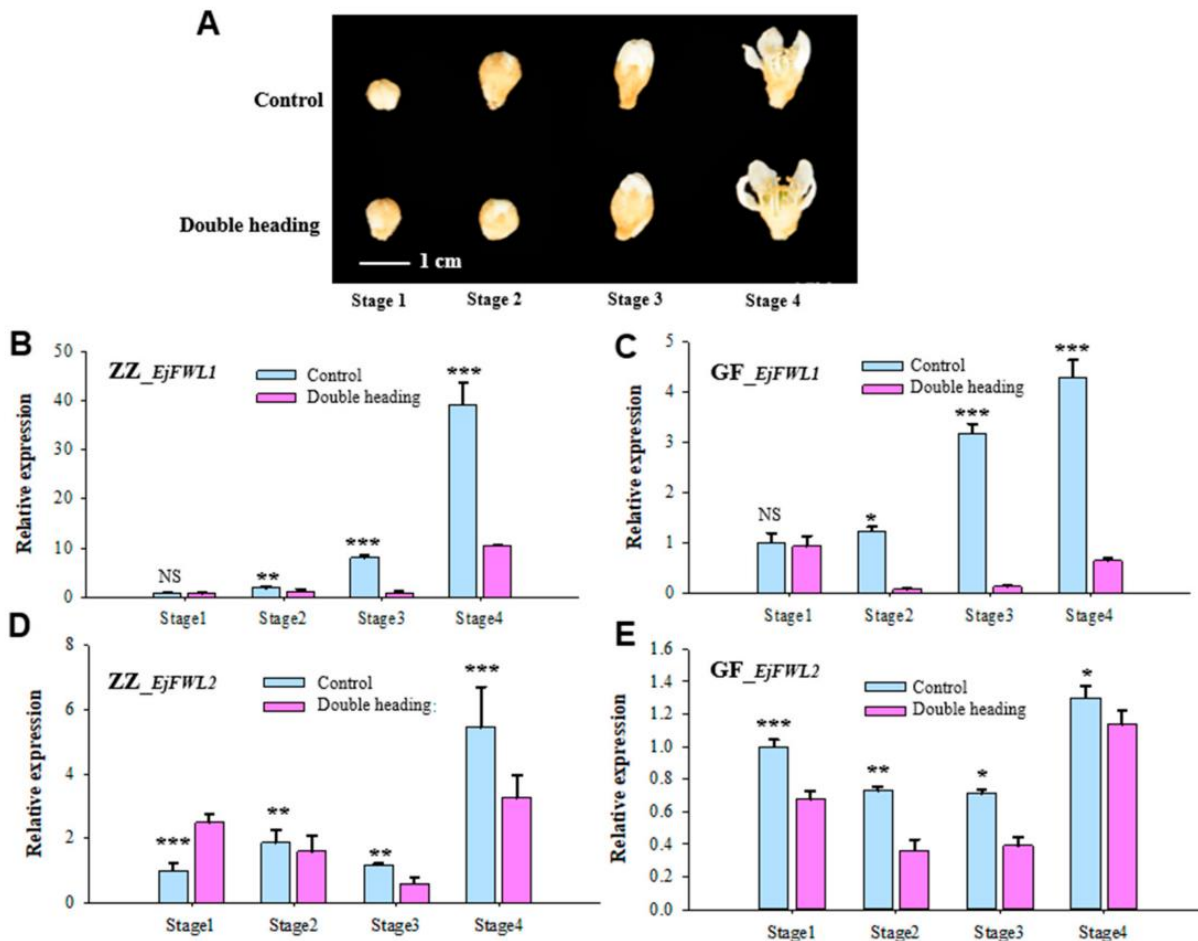 A
Control
Double heading
1 cm
Stage 1 Stage 2 Stage 3 Stage 4
B
ZZ_EjFWL1
Control
Double heading
Relative expression
50
40
30
20
10
0
NS ** *** ***
Stage1 Stage2 Stage3 Stage4
C
GF_EjFWL1
Control
Double heading
Relative expression
5
4
3
2
1
0
NS * *** ***
Stage1 Stage2 Stage3 Stage4
D
ZZ_EjFWL2
Control
Double heading:
Relative expression
8
6
4
2
0
*** ** ** ***
Stage1 Stage2 Stage3 Stage4
E
GF_EjFWL2
Control
Double heading
Relative expression
1.6
1.4
1.2
1.0
0.8
0.6
0.4
0.2
0.0
*** ** * *
Stage1 Stage2 Stage3 Stage4